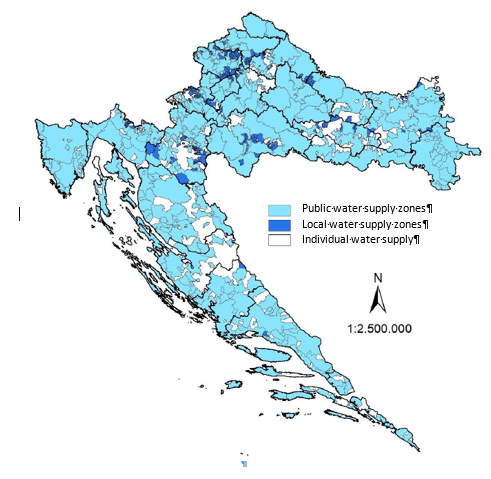 Public·water·supply·zones¶
Local·water·supply·zones¶
Individual·water·supply¶
N
1:2.500.000
¶